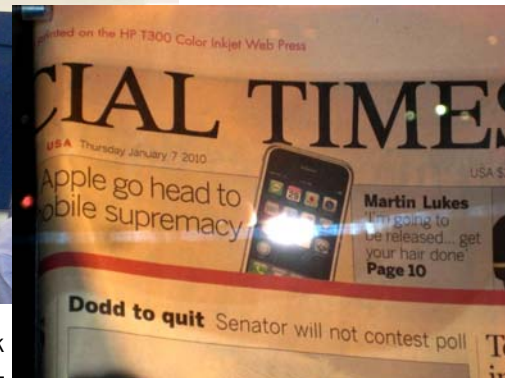 printed on the HP T300 Color Inkjet Web Press
CIAL TIMES
USA Thursday January 7 2010
USA $
Apple go head to
obile supremacy
Martin Lukes
'I'm going to
be released... get
your hair done'
Page 10
Dodd to quit Senator will not contest poll